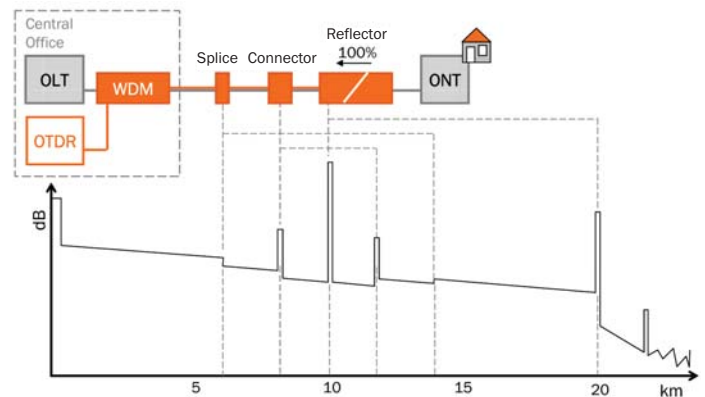 Central
Office
OLT
WDM
OTDR
Splice
Connector
Reflector
100%
ONT
dB
5
10
15
20
km